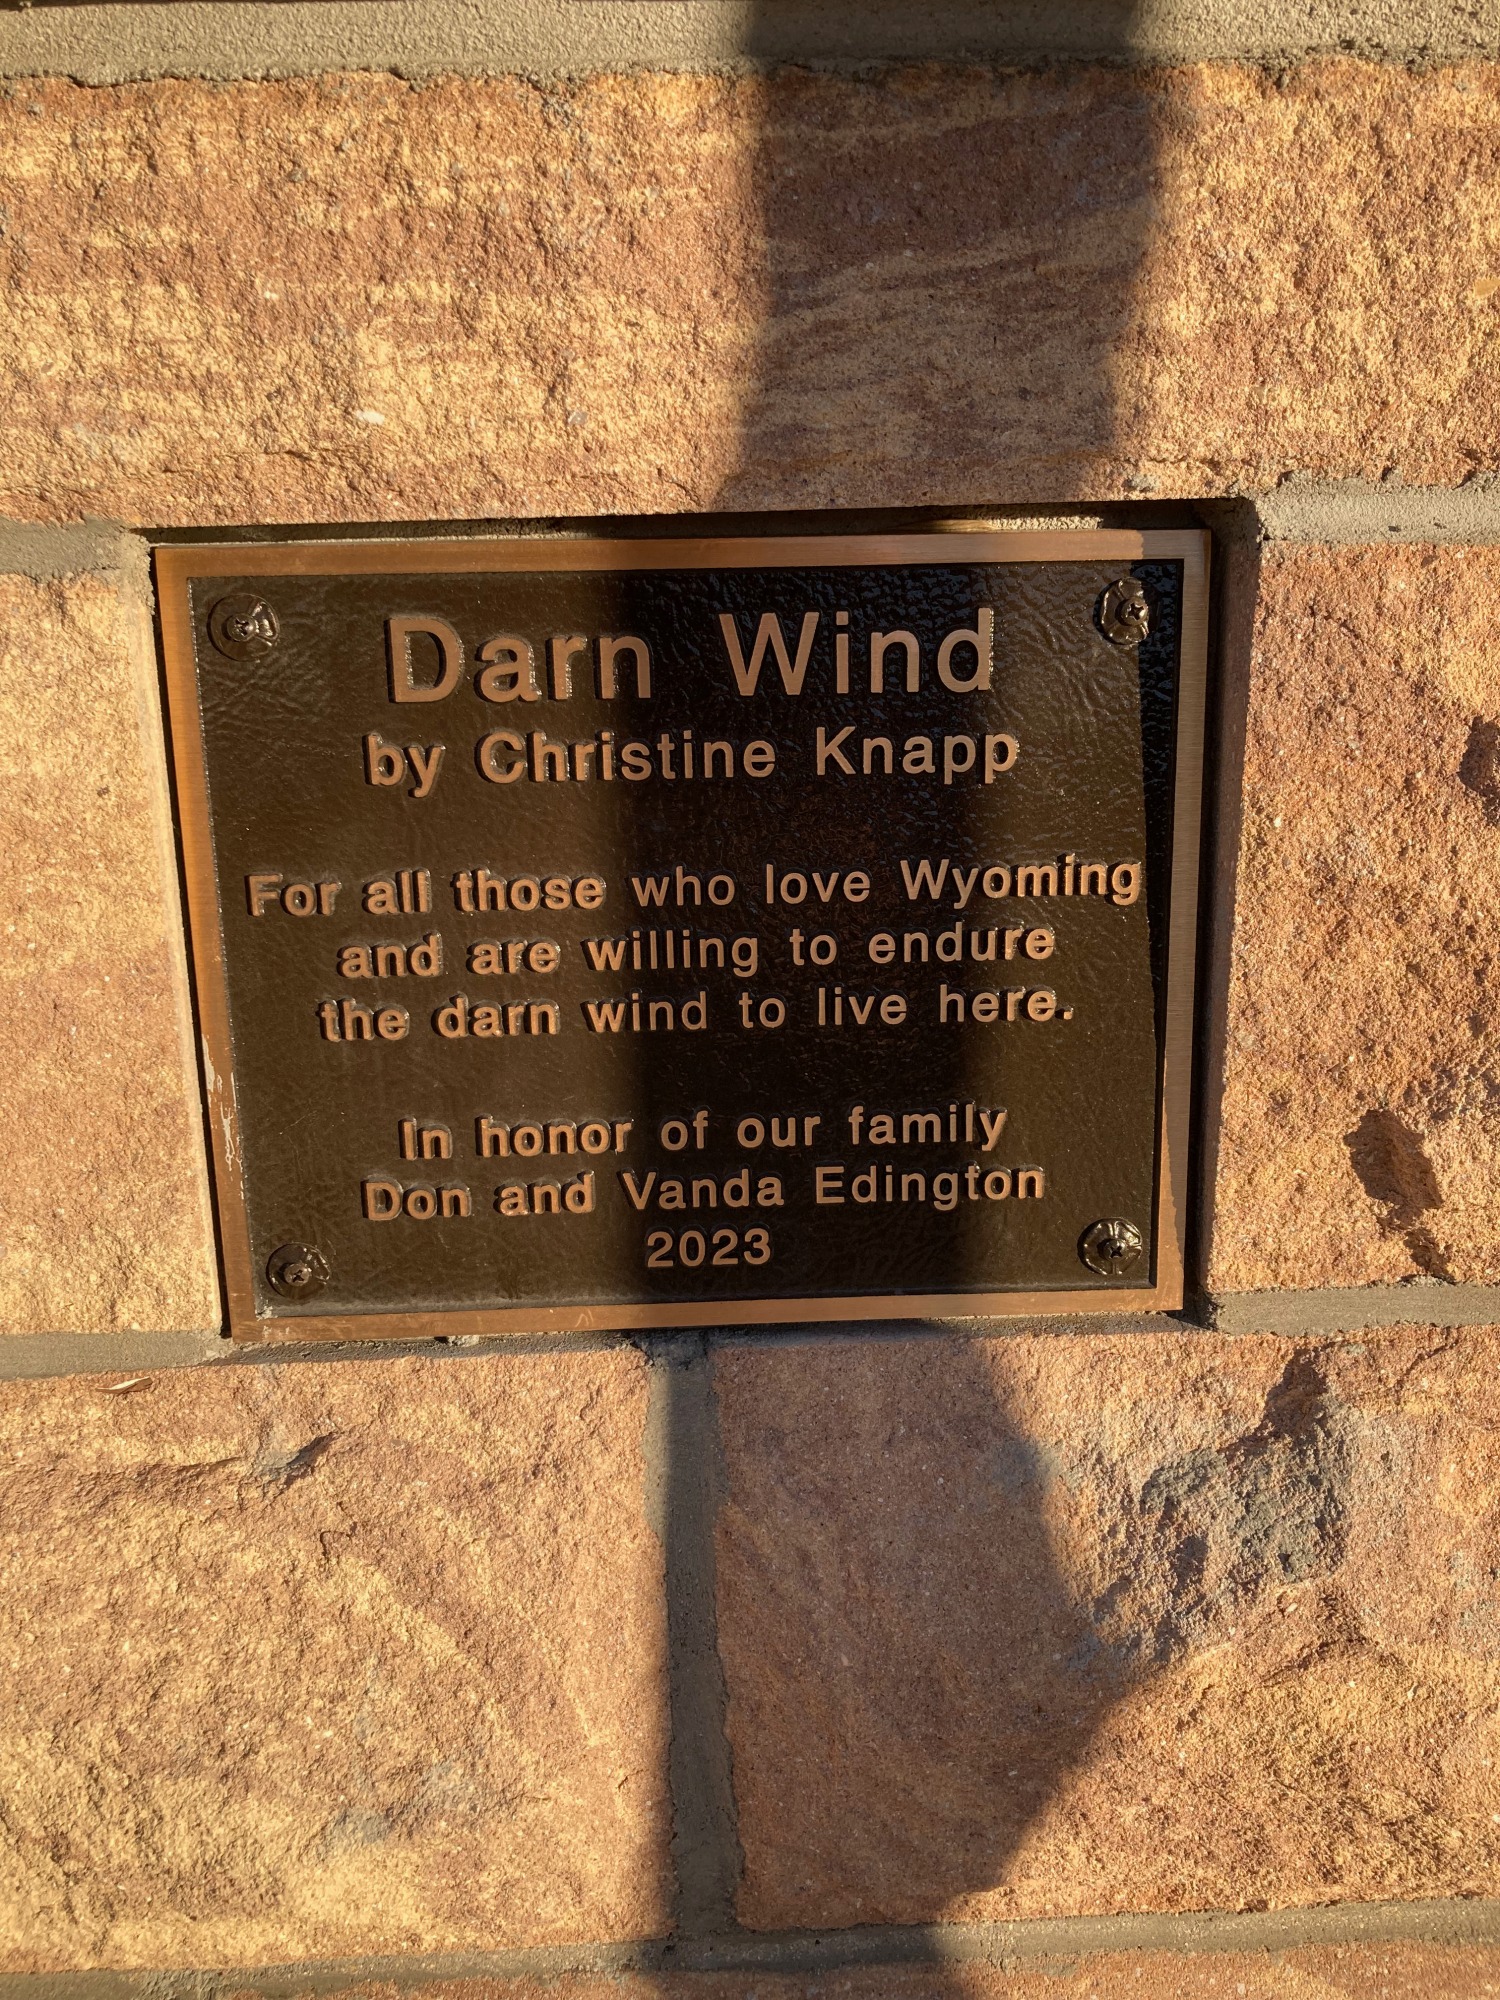 Darn Wind
by Christine Knapp
For all those who love Wyoming
and are willing to endure
the darn wind to live here.
In honor of our family
Don and Vanda Edington
2023